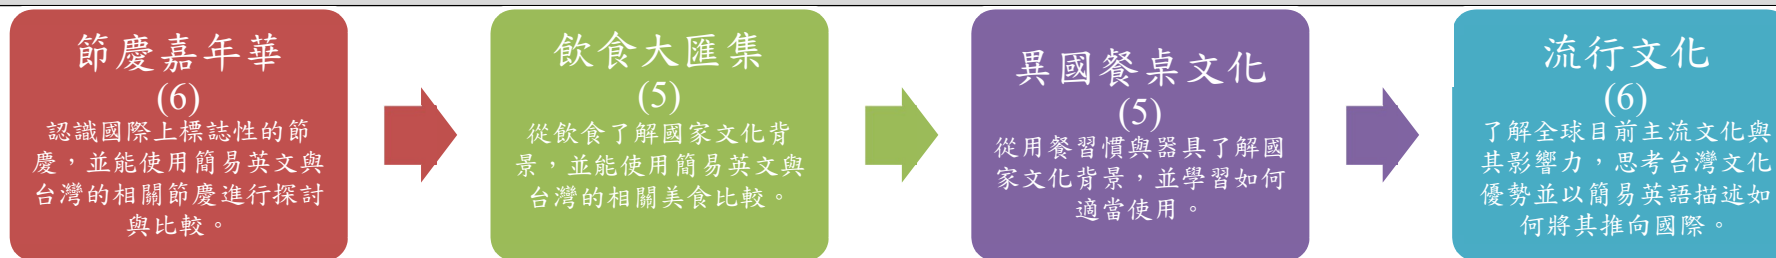 節慶嘉年華
(6)
認識國際上標誌性的節
慶，並能使用簡易英文與
台灣的相關節慶進行探討
與比較。
飲食大匯集
(5)
從飲食了解國家文化背
景，並能使用簡易英文與
台灣的相關美食比較。
異國餐桌文化
(5)
從用餐習慣與器具了解國
家文化背景，並學習如何
適當使用。
流行文化
(6)
了解全球目前主流文化與
其影響力，思考台灣文化
優勢並以簡易英語描述如
何將其推向國際。